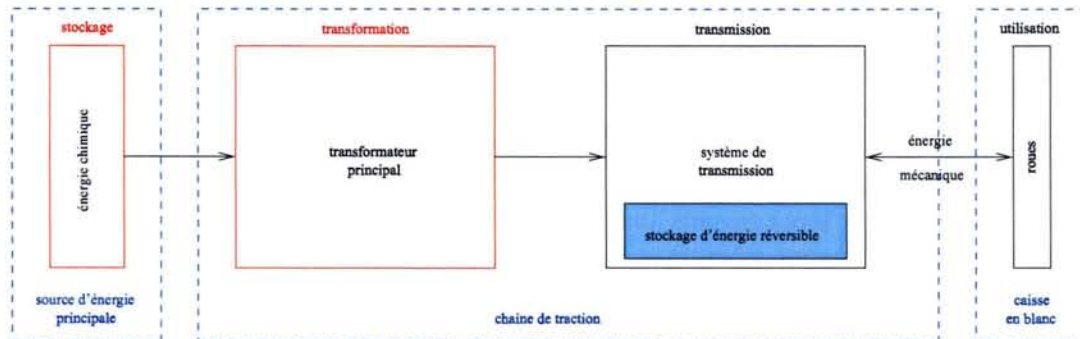 stockage
transformation
transmission
utilisation
énergie chimique
transformateur
principal
système de
transmission
énergie
mécanique
roues
stockage d'énergie réversible
source d'énergie
principale
chaine de traction
caisse
en blanc